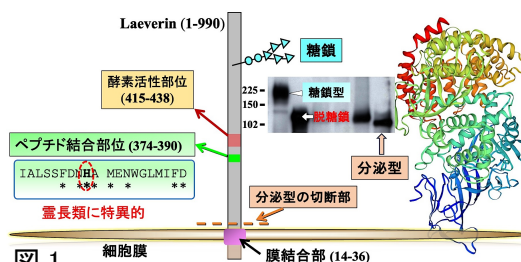 Laeverin (1-990)
糖鎖
酵素活性部位
(415-438)
225
150
102
糖鎖型
脱糖鎖
分泌型
ペプチド結合部位 (374-390)
IALSSFDNHA MENWGLMIFD
* *** * * **
霊長類に特異的
分泌型の切断部
細胞膜
膜結合部 (14-36)
図 1